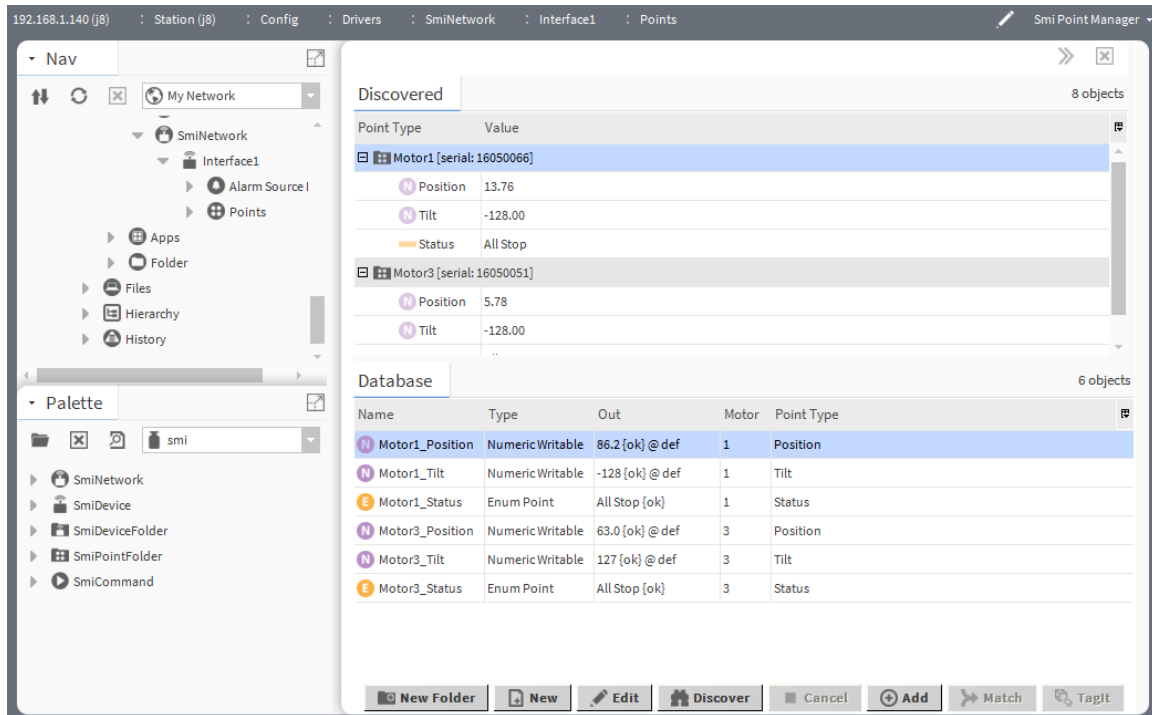 192.168.1.140 (j8) : Station (j8) : Config : Drivers : SmiNetwork : Interface1 : Points Smi Point Manager
Nav
My Network
SmiNetwork
Interface1
Alarm Source
Points
Apps
Folder
Files
Hierarchy
History
Palette
smi
SmiNetwork
SmiDevice
SmiDeviceFolder
SmiPointFolder
SmiCommand
Discovered 8 objects
Point Type Value
Motor1 [serial: 16050066]
N Position 13.76
N Tilt -128.00
Status All Stop
Motor3 [serial: 16050051]
N Position 5.78
N Tilt -128.00
Database 6 objects
Name Type Out Motor Point Type
N Motor1_Position Numeric Writable 86.2 {ok} @ def 1 Position
N Motor1_Tilt Numeric Writable -128 {ok} @ def 1 Tilt
E Motor1_Status Enum Point All Stop {ok} 1 Status
N Motor3_Position Numeric Writable 63.0 {ok} @ def 3 Position
N Motor3_Tilt Numeric Writable 127 {ok} @ def 3 Tilt
E Motor3_Status Enum Point All Stop {ok} 3 Status
New Folder New Edit Discover Cancel Add Match TagIt